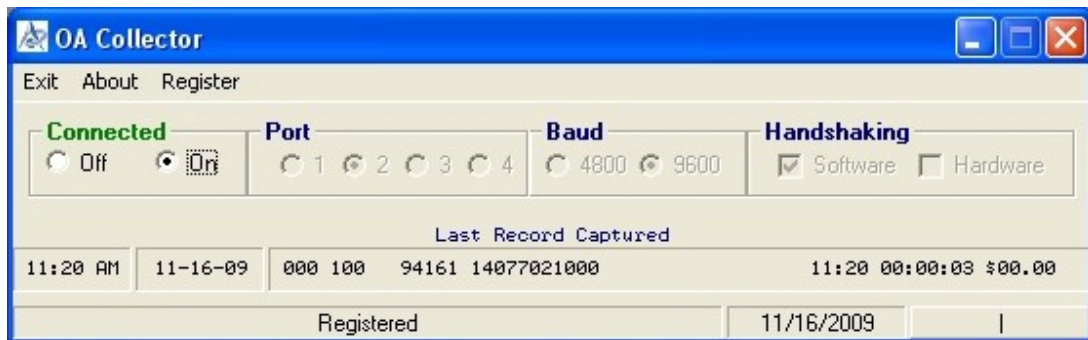 OA Collector
Exit About Register
Connected Port Baud Handshaking
Off On 1 2 3 4 4800 9600 Software Hardware
Last Record Captured
11:20 AM 11-16-09 000 100 94161 14077021000 11:20 00:00:03 $00.00
Registered 11/16/2009 |